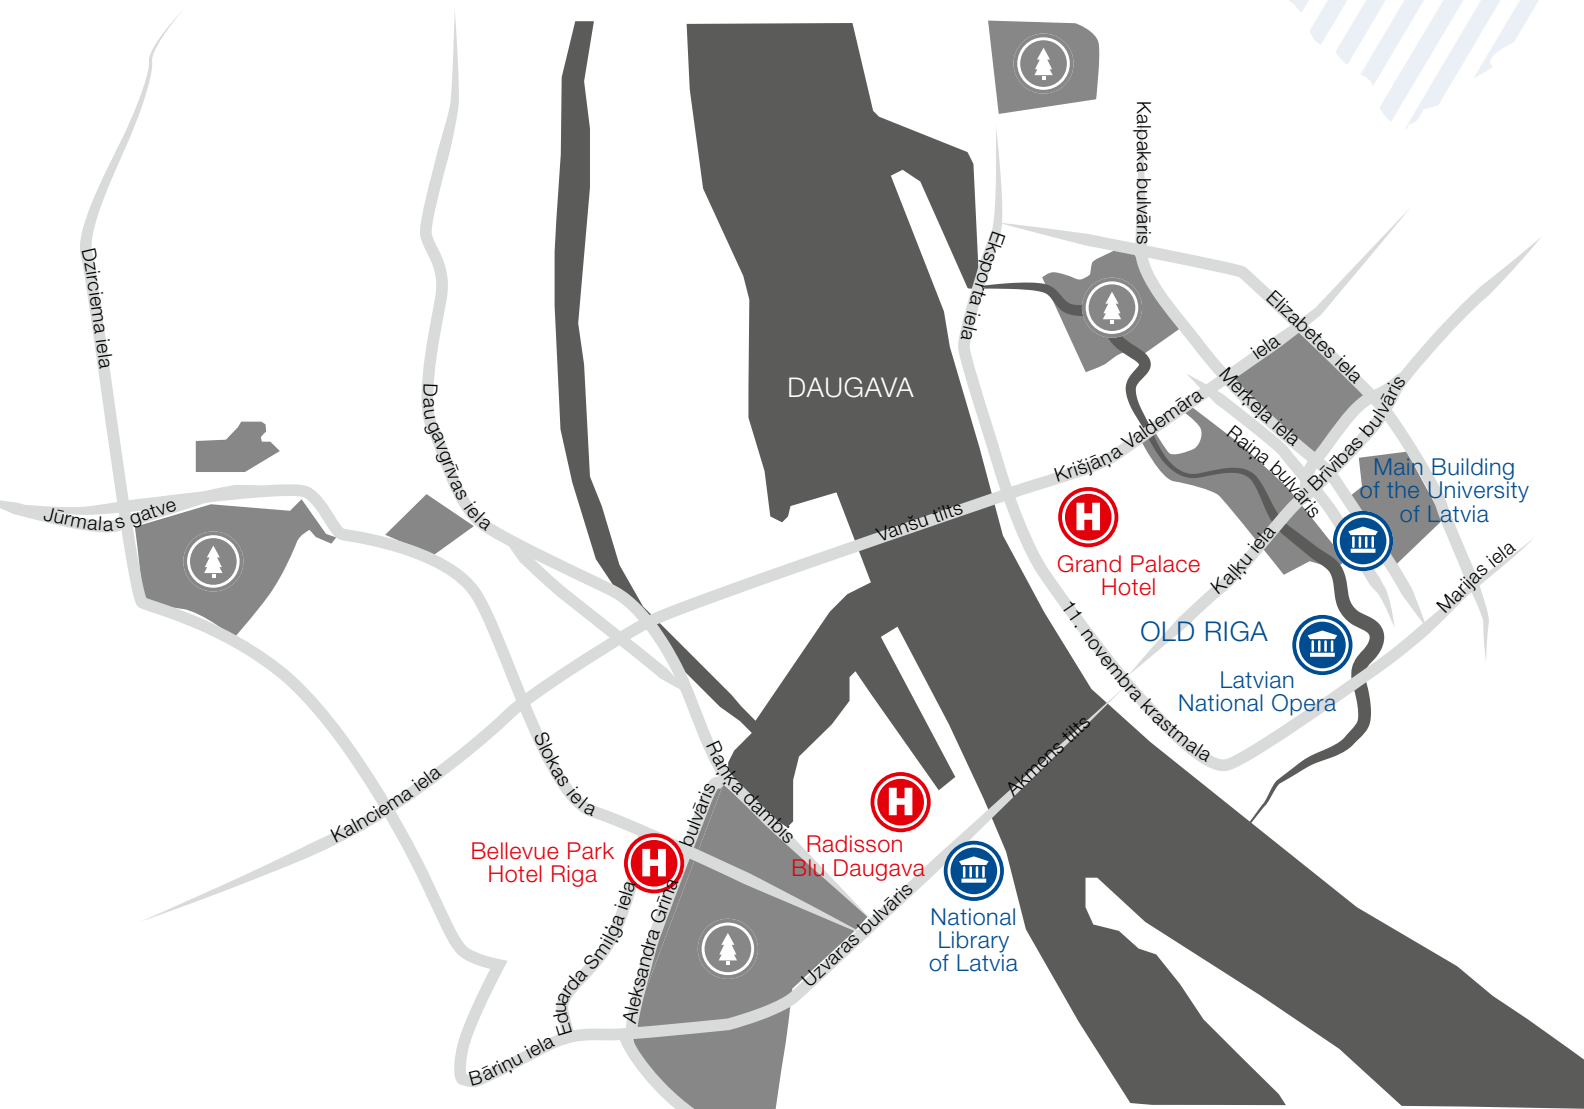 Kalpaka bulvāris
Dzirciema iela
Eksporta iela
Elizabetes iela
iela
DAUGAVA
Daugavgrīvas iela
Merķeļa iela
Krišjāņa Valdemāra
Raiņa bulvāris
Brīvības bulvāris
Main Building
of the University
of Latvia
Jūrmalas gatve
Vanšu tilts
H
Grand Palace
Hotel
Kaļķu iela
Marijas iela
11. novembra krastmala
OLD RIGA
Latvian
National Opera
Slokas iela
Raņķa dambis
Akmens tilts
Kalnciema iela
bulvāris
H
Radisson
Blu Daugava
Bellevue Park
Hotel Riga
H
Eduarda Smiļģa iela
Aleksandra Grīna
Uzvaras bulvāris
National
Library
of Latvia
Bāriņu iela